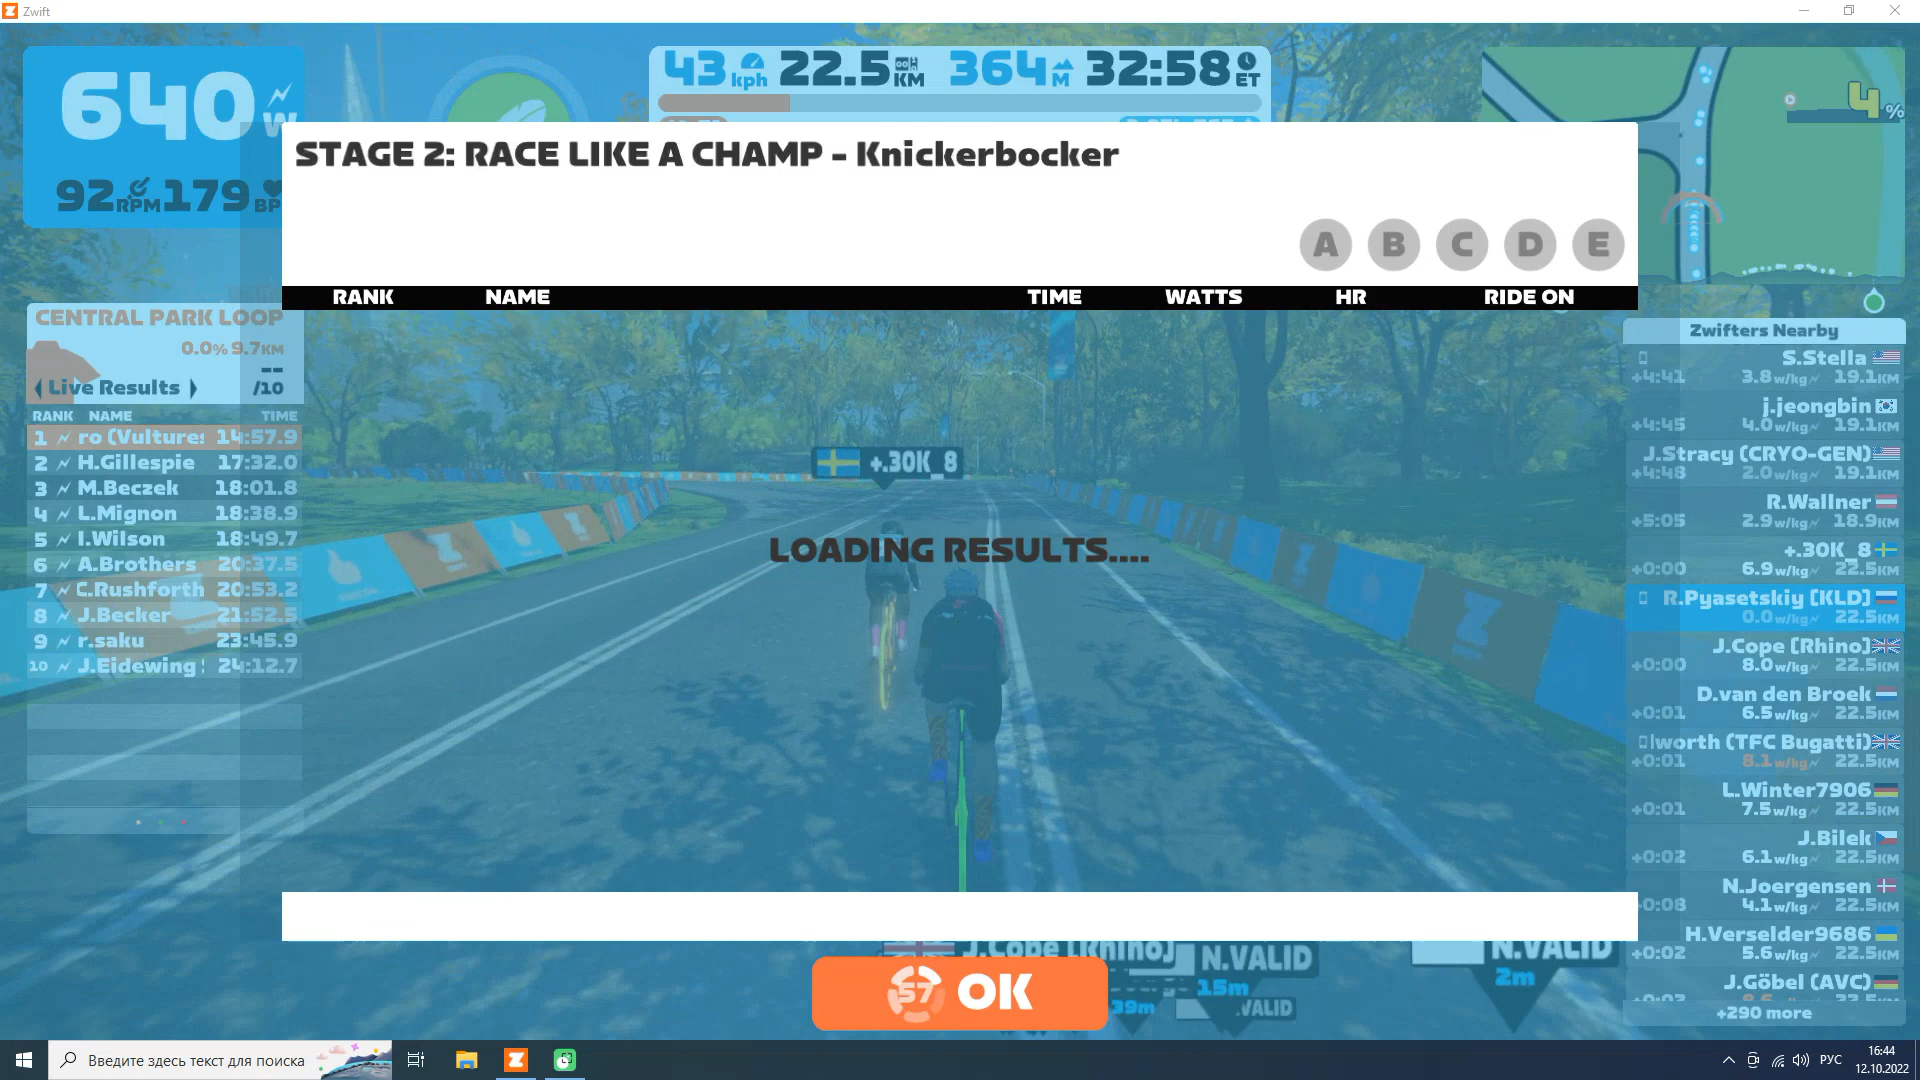 Zwift
640 w
92 RPM 179 BP
43 kph 22.5 KM 364 M 32:58 ET
4 %
STAGE 2: RACE LIKE A CHAMP - Knickerbocker
A B C D E
RANK NAME TIME WATTS HR RIDE ON
CENTRAL PARK LOOP
0.0% 9.7KM
Live Results --/10
RANK NAME TIME
1 ro (Vultures 14:57.9
2 H.Gillespie 17:32.0
3 M.Beczek 18:01.8
4 L.Mignon 18:38.9
5 I.Wilson 18:49.7
6 A.Brothers 20:37.5
7 C.Rushforth 20:53.2
8 J.Becker 21:52.5
9 r.saku 23:45.9
10 J.Eidewing 24:12.7
+.30K 8
LOADING RESULTS....
Zwifters Nearby
S.Stella
+4:41 3.8w/kg 19.1KM
j.jeongbin
+4:45 4.0w/kg 19.1KM
J.Stracy (CRYO-GEN)
+4:48 2.0w/kg 19.1KM
R.Wallner
+5:05 2.9w/kg 18.9KM
+.30K_8
+0:00 6.9w/kg 22.5KM
R.Pyasetskiy [KLD]
0.0w/kg 22.5KM
J.Cope [Rhino]
+0:00 8.0w/kg 22.5KM
D.van den Broek
+0:01 6.5w/kg 22.5KM
lworth (TFC Bugatti)
+0:01 8.1w/kg 22.5KM
L.Winter7906
+0:01 7.5w/kg 22.5KM
J.Bilek
+0:02 6.1w/kg 22.5KM
N.Joergensen
-0:08 4.1w/kg 22.5KM
H.Verselder9686
+0:02 5.6w/kg 22.5KM
J.Göbel (AVC)
+290 more
J.Cope [Rhino]
N.VALID
15m
39m
.VALID
N.VALID
2m
57 OK
Введите здесь текст для поиска
РУС
16:44
12.10.2022